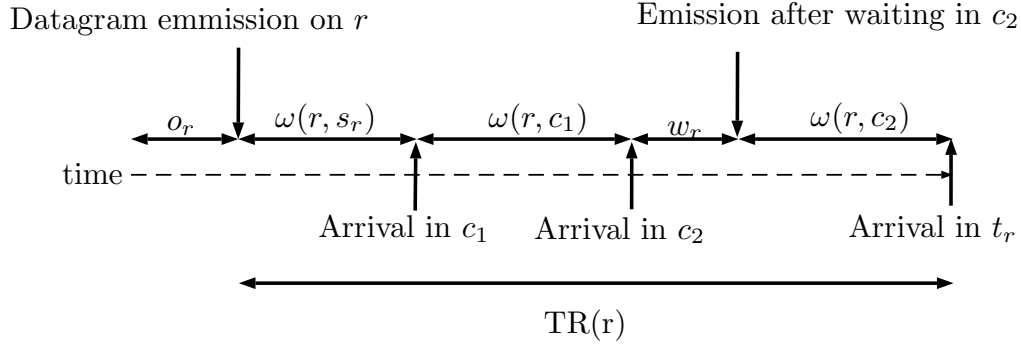 Datagram emmission on r
Emission after waiting in c₂
oᵣ
ω(r, sᵣ)
ω(r, c₁)
wᵣ
ω(r, c₂)
time
Arrival in c₁
Arrival in c₂
Arrival in tᵣ
TR(r)